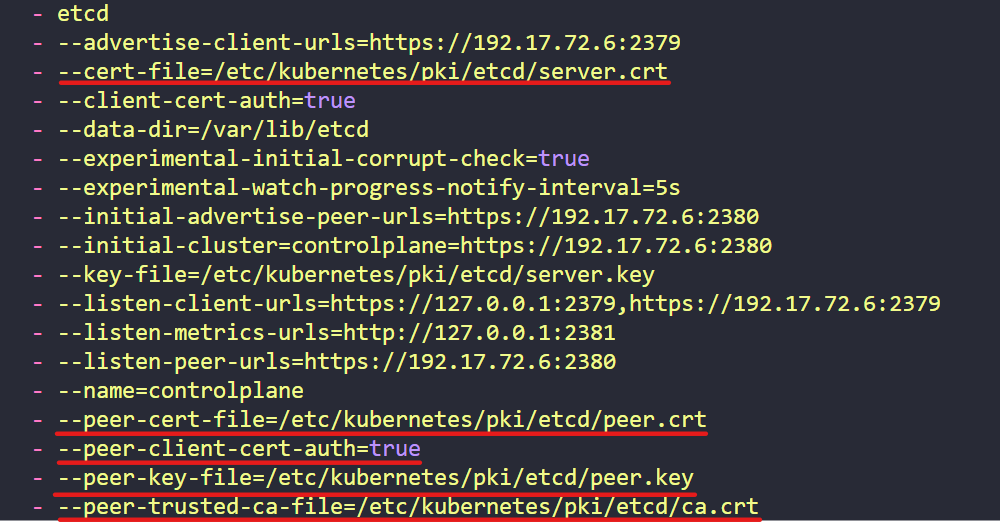 - etcd
- --advertise-client-urls=https://192.17.72.6:2379
- --cert-file=/etc/kubernetes/pki/etcd/server.crt
- --client-cert-auth=true
- --data-dir=/var/lib/etcd
- --experimental-initial-corrupt-check=true
- --experimental-watch-progress-notify-interval=5s
- --initial-advertise-peer-urls=https://192.17.72.6:2380
- --initial-cluster=controlplane=https://192.17.72.6:2380
- --key-file=/etc/kubernetes/pki/etcd/server.key
- --listen-client-urls=https://127.0.0.1:2379,https://192.17.72.6:2379
- --listen-metrics-urls=http://127.0.0.1:2381
- --listen-peer-urls=https://192.17.72.6:2380
- --name=controlplane
- --peer-cert-file=/etc/kubernetes/pki/etcd/peer.crt
- --peer-client-cert-auth=true
- --peer-key-file=/etc/kubernetes/pki/etcd/peer.key
- --peer-trusted-ca-file=/etc/kubernetes/pki/etcd/ca.crt